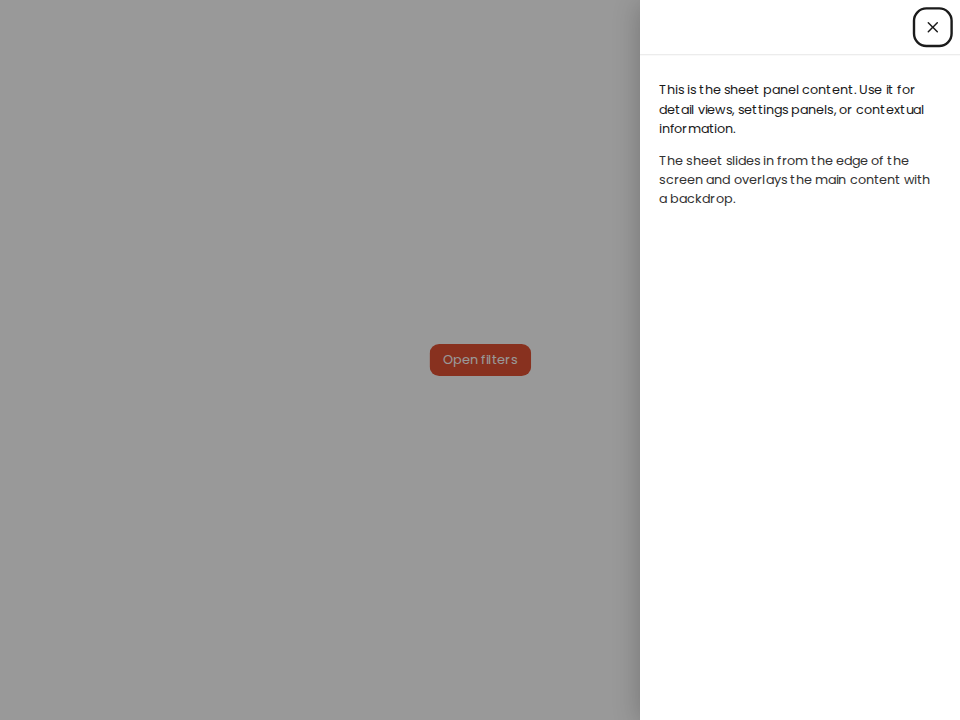 This is the sheet panel content. Use it for
detail views, settings panels, or contextual
information.
The sheet slides in from the edge of the
screen and overlays the main content with
a backdrop.
Open filters